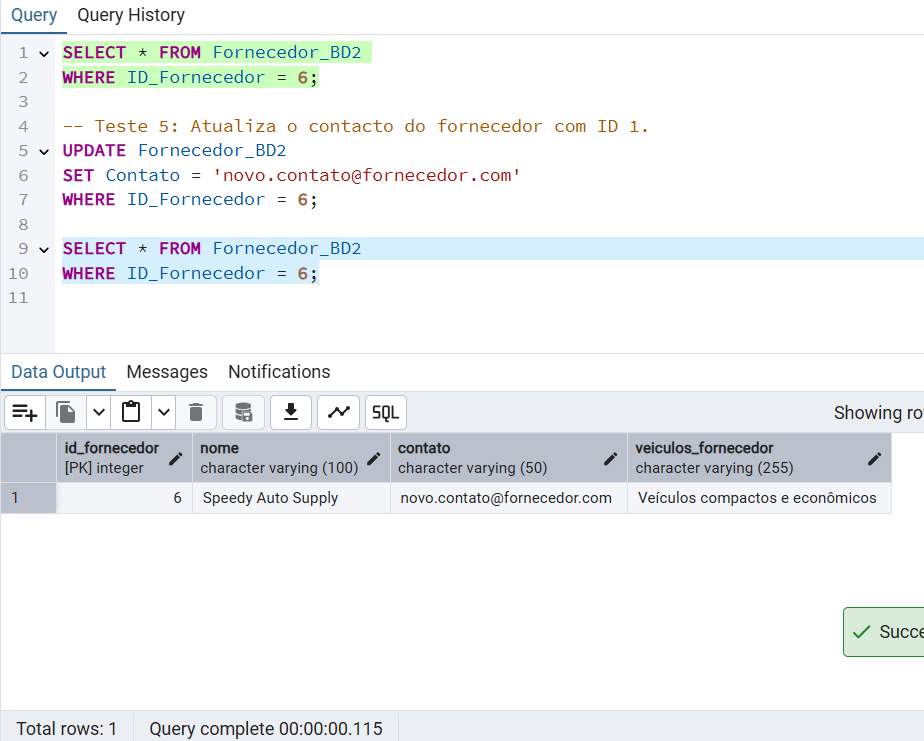 Query Query History
1 SELECT * FROM Fornecedor_BD2
2 WHERE ID_Fornecedor = 6;
3
4 -- Teste 5: Atualiza o contacto do fornecedor com ID 1.
5 UPDATE Fornecedor_BD2
6 SET Contato = 'novo.contato@fornecedor.com'
7 WHERE ID_Fornecedor = 6;
8
9 SELECT * FROM Fornecedor_BD2
10 WHERE ID_Fornecedor = 6;
11
Data Output Messages Notifications
SQL Showing
id_fornecedor nome contato veiculos_fornecedor
[PK] integer character varying (100) character varying (50) character varying (255)
1 6 Speedy Auto Supply novo.contato@fornecedor.com Veículos compactos e econômicos
Total rows: 1 Query complete 00:00:00.115